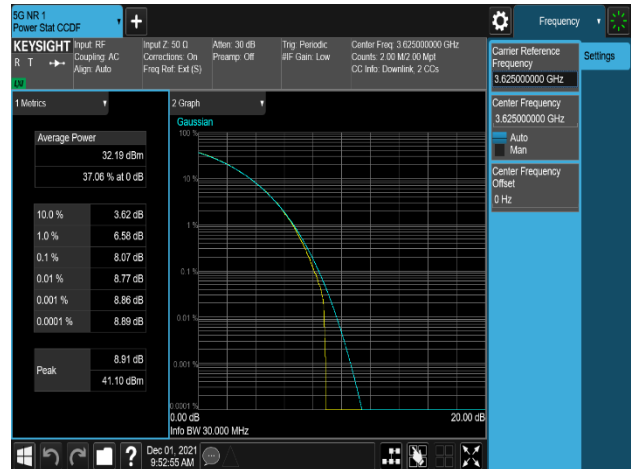 5G NR 1
Power Stat CCDF
Frequency
KEYSIGHT
R T
LNI
Input: RF
Coupling: AC
Align: Auto
Input Z: 50 Ω
Corrections: On
Freq Ref: Ext (S)
Atten: 30 dB
Preamp: Off
Trig: Periodic
#IF Gain: Low
Center Freq: 3.625000000 GHz
Counts: 2.00 M/2.00 Mpt
CC Info: Downlink, 2 CCs
Carrier Reference
Frequency
3.625000000 GHz
Settings
Center Frequency
3.625000000 GHz
Auto
Man
Center Frequency
Offset
0 Hz
1 Metrics
Average Power
32.19 dBm
37.06 % at 0 dB
10.0 % 3.62 dB
1.0 % 6.58 dB
0.1 % 8.07 dB
0.01 % 8.77 dB
0.001 % 8.86 dB
0.0001 % 8.89 dB
Peak
8.91 dB
41.10 dBm
2 Graph
Gaussian
100 %
10 %
1 %
0.1 %
0.01 %
0.001 %
0.0001 %
0.00 dB 20.00 dB
Info BW 30.000 MHz
?
Dec 01, 2021
9:52:55 AM